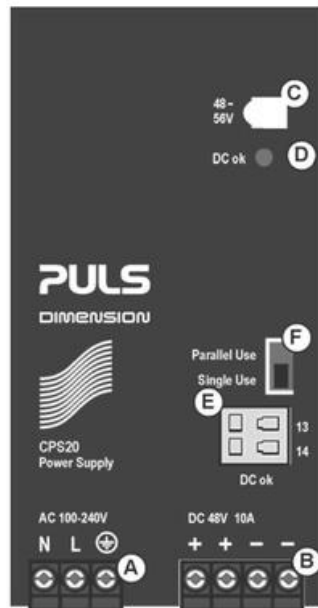 C
48–
56V
DC ok D
PULS
DIMENSION
F
Parallel Use
Single Use
E
13
14
DC ok
CPS20
Power Supply
AC 100-240V
N L
A
DC 48V 10A
+ + − −
B